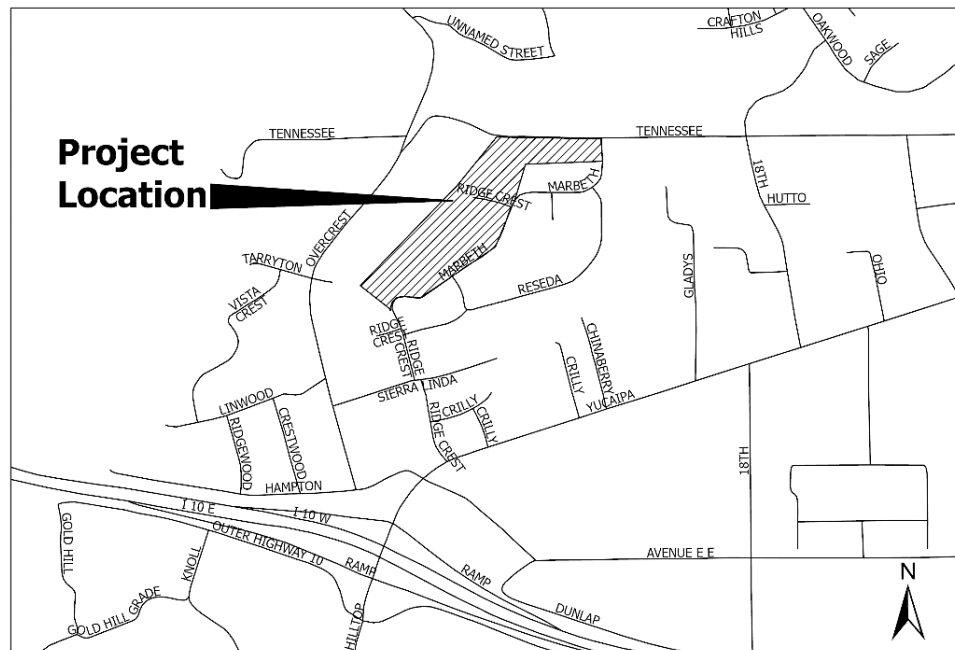 UNNAMED STREET
CRAFTON
HILLS
OAKWOOD
SAGE
TENNESSEE
TENNESSEE
Project
Location
18TH
HUTTO
MARBETH
RIDGE CREST
OVERCREST
TARRYTON
VISTA
CREST
MARBETH
RESEDA
GLADYS
OHIO
RIDGE
CREST
RIDGE
CREST
SIERRA LINDA
CHINABERRY
CRILLY
YUCAIPA
LINWOOD
RIDGEWOOD
CRESTWOOD
CRILLY
CRILLY
RIDGE CREST
18TH
HAMPTON
I 10 E
I 10 W
OUTER HIGHWAY 10
GOLD HILL
KNOLL
RAMP
RAMP
AVENUE E E
DUNLAP
GOLD HILL GRADE
HILLTOP
N